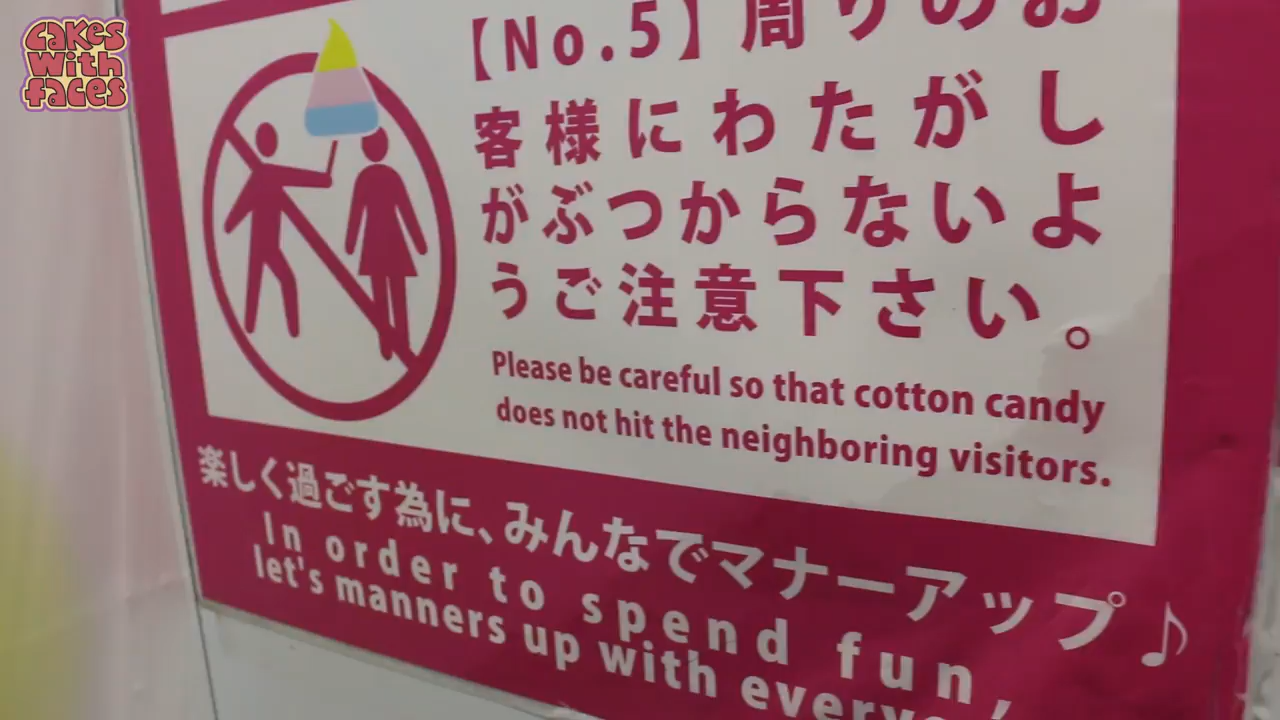 Cakes
With
faces
【No.5】周りのお
客様にわたがし
がぶつからないよ
うご注意下さい。
Please be careful so that cotton candy
does not hit the neighboring visitors.
楽しく過ごす為に、みんなでマナーアップ♪
In order to spend fun,
let's manners up with